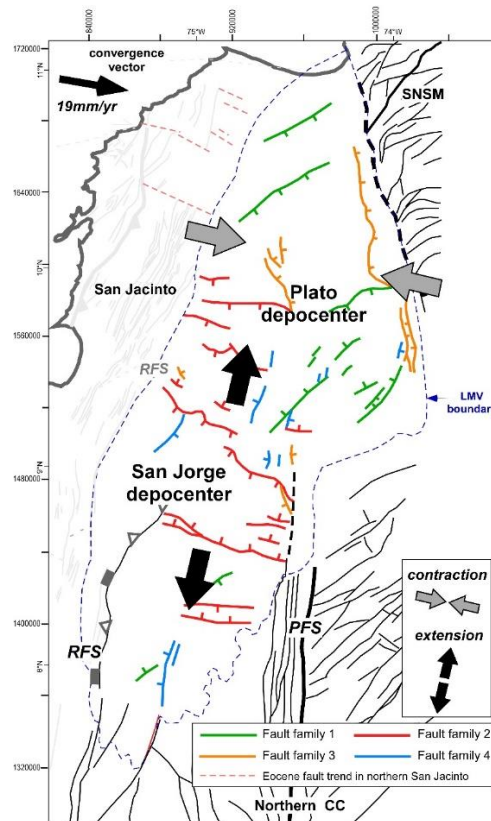 840000
75°W
920000
1000000
74°W
1720000
11°N
convergence
vector
19mm/yr
SNSM
1640000
10°N
San Jacinto
Plato
depocenter
1560000
RFS
LMV
boundary
9°N
San Jorge
depocenter
1480000
contraction
extension
1400000
8°N
RFS
PFS
Fault family 1
Fault family 2
Fault family 3
Fault family 4
Eocene fault trend in northern San Jacinto
1320000
Northern CC